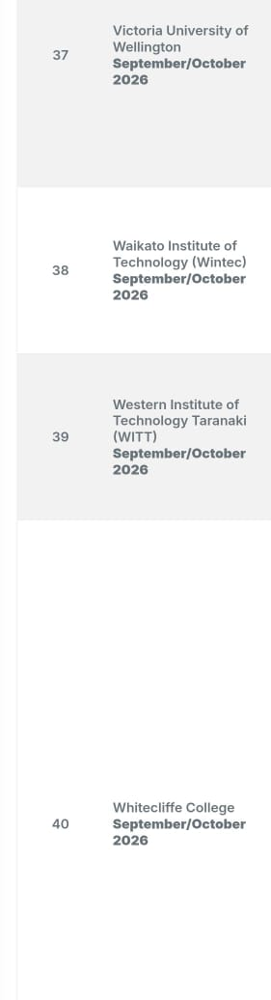 37
Victoria University of
Wellington
September/October
2026
38
Waikato Institute of
Technology (Wintec)
September/October
2026
39
Western Institute of
Technology Taranaki
(WITT)
September/October
2026
40
Whitecliffe College
September/October
2026